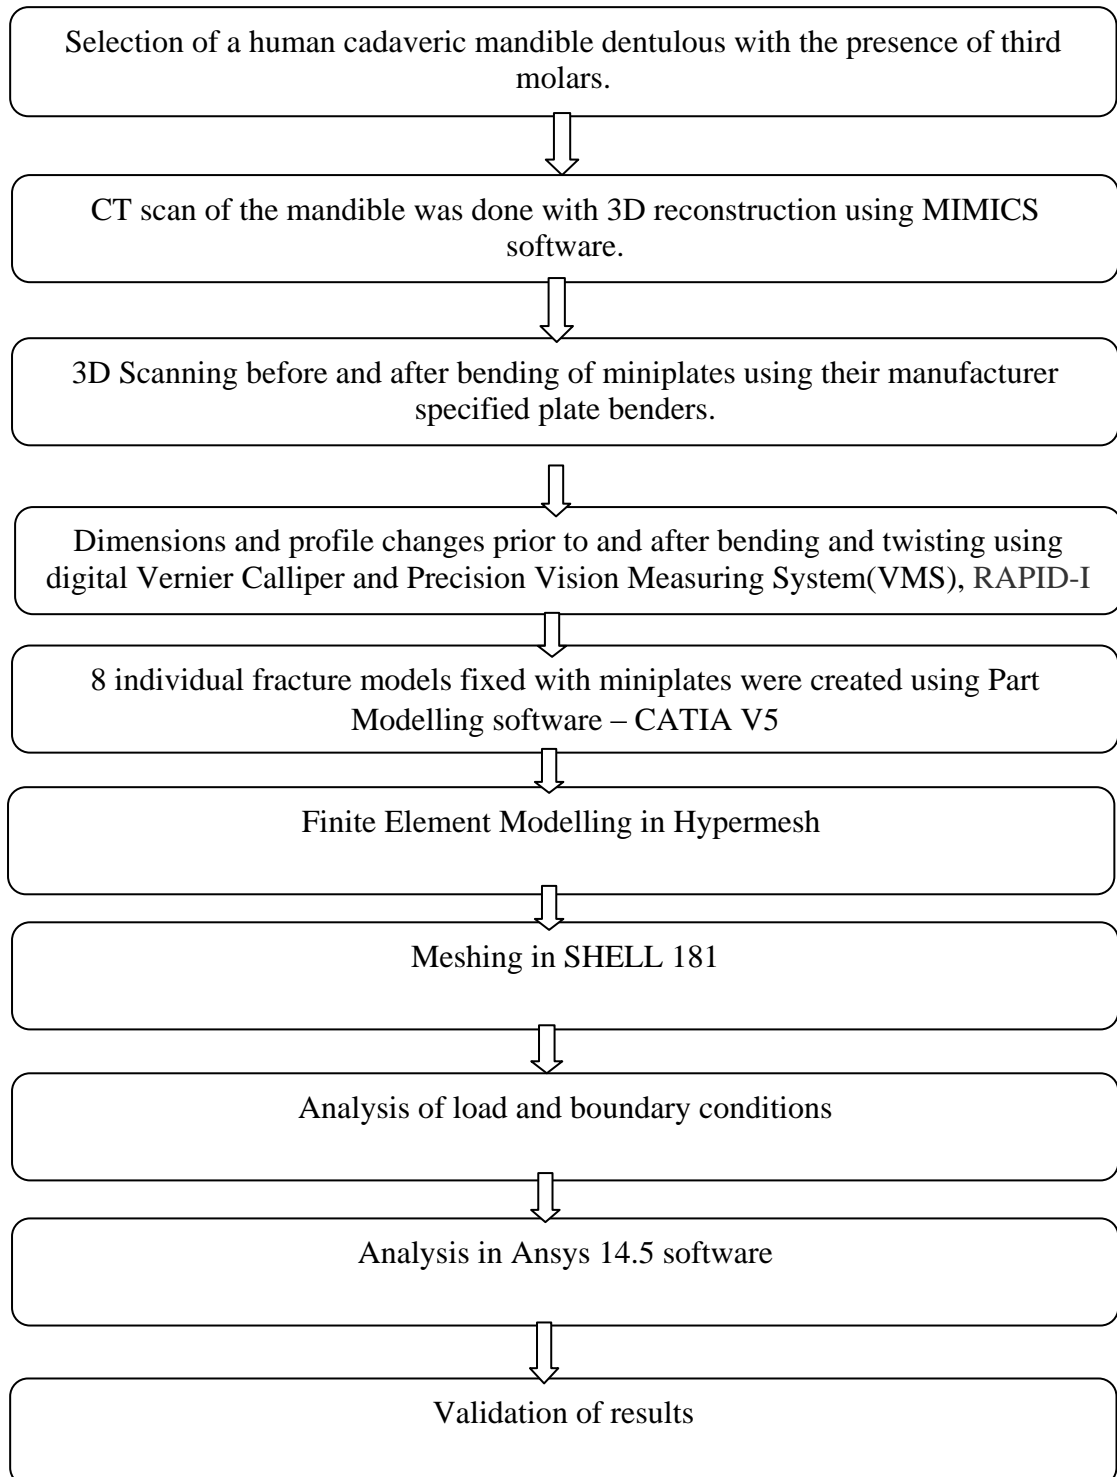 Selection of a human cadaveric mandible dentulous with the presence of third
molars.
CT scan of the mandible was done with 3D reconstruction using MIMICS
software.
3D Scanning before and after bending of miniplates using their manufacturer
specified plate benders.
Dimensions and profile changes prior to and after bending and twisting using
digital Vernier Calliper and Precision Vision Measuring System(VMS), RAPID-I
8 individual fracture models fixed with miniplates were created using Part
Modelling software – CATIA V5
Finite Element Modelling in Hypermesh
Meshing in SHELL 181
Analysis of load and boundary conditions
Analysis in Ansys 14.5 software
Validation of results